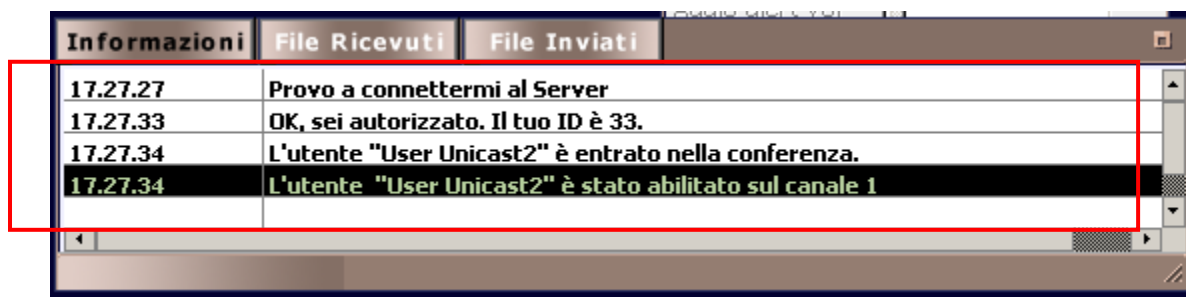 Informazioni File Ricevuti File Inviati
17.27.27 Provo a connettermi al Server
17.27.33 OK, sei autorizzato. Il tuo ID è 33.
17.27.34 L'utente "User Unicast2" è entrato nella conferenza.
17.27.34 L'utente "User Unicast2" è stato abilitato sul canale 1